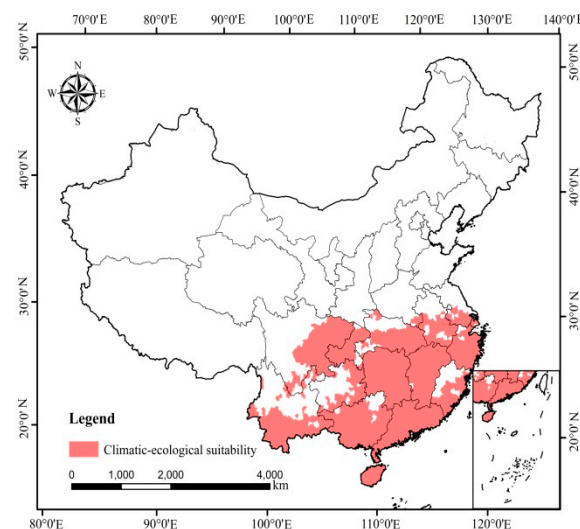 70°0'E 80°0'E 90°0'E 100°0'E 110°0'E 120°0'E 130°0'E 140°0'E
N
W E
S
50°0'N 50°0'N
40°0'N 40°0'N
30°0'N 30°0'N
20°0'N 20°0'N
Legend
Climatic-ecological suitability
0 1,000 2,000 4,000
km
80°0'E 90°0'E 100°0'E 110°0'E 120°0'E